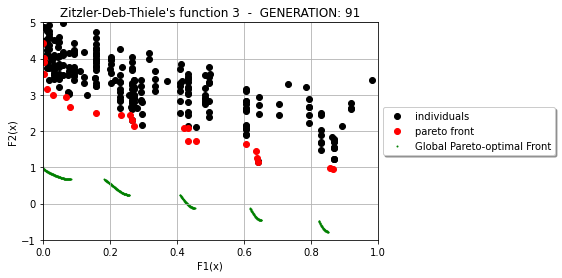 Zitzler-Deb-Thiele's function 3 - GENERATION: 91
5
4
3
2
1
0
−1
F2(x)
0.0 0.2 0.4 0.6 0.8 1.0
F1(x)
individuals
pareto front
Global Pareto-optimal Front